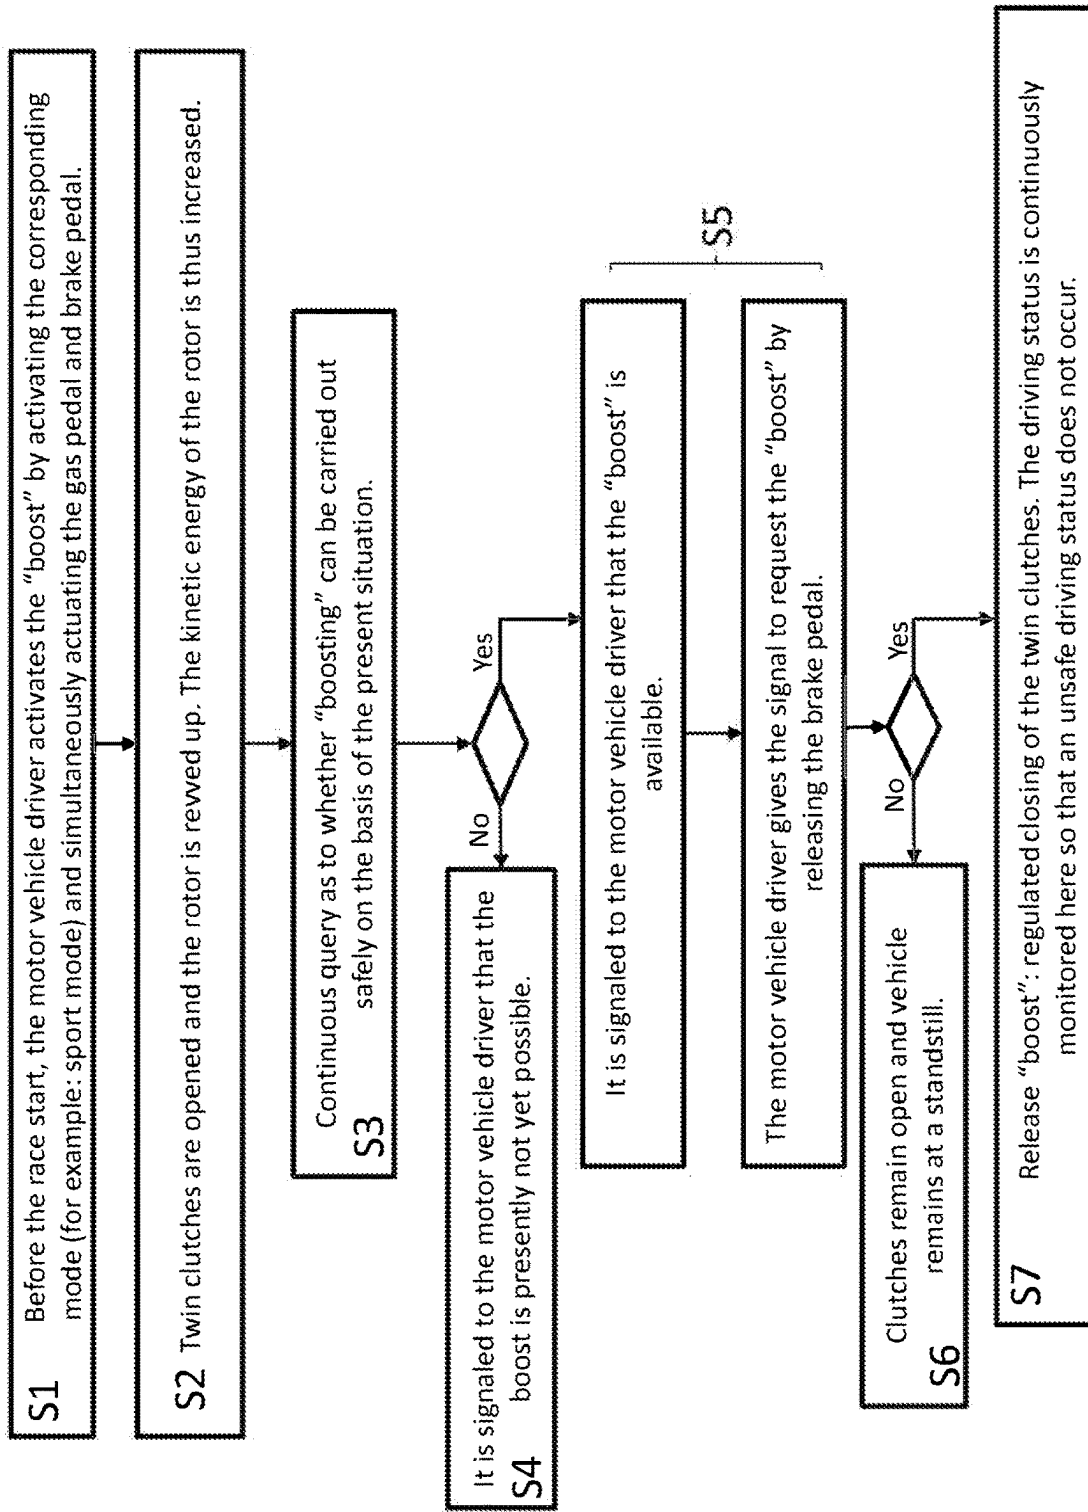 S1 Before the race start, the motor vehicle driver activates the “boost” by activating the corresponding
mode (for example: sport mode) and simultaneously actuating the gas pedal and brake pedal.
S2 Twin clutches are opened and the rotor is revved up. The kinetic energy of the rotor is thus increased.
Continuous query as to whether “boosting” can be carried out
S3 safely on the basis of the present situation.
No
Yes
It is signaled to the motor vehicle driver that the
S4 boost is presently not yet possible.
It is signaled to the motor vehicle driver that the “boost” is
available.
S5
The motor vehicle driver gives the signal to request the “boost” by
releasing the brake pedal.
No
Yes
Clutches remain open and vehicle
S6 remains at a standstill.
S7 Release “boost”: regulated closing of the twin clutches. The driving status is continuously
monitored here so that an unsafe driving status does not occur.